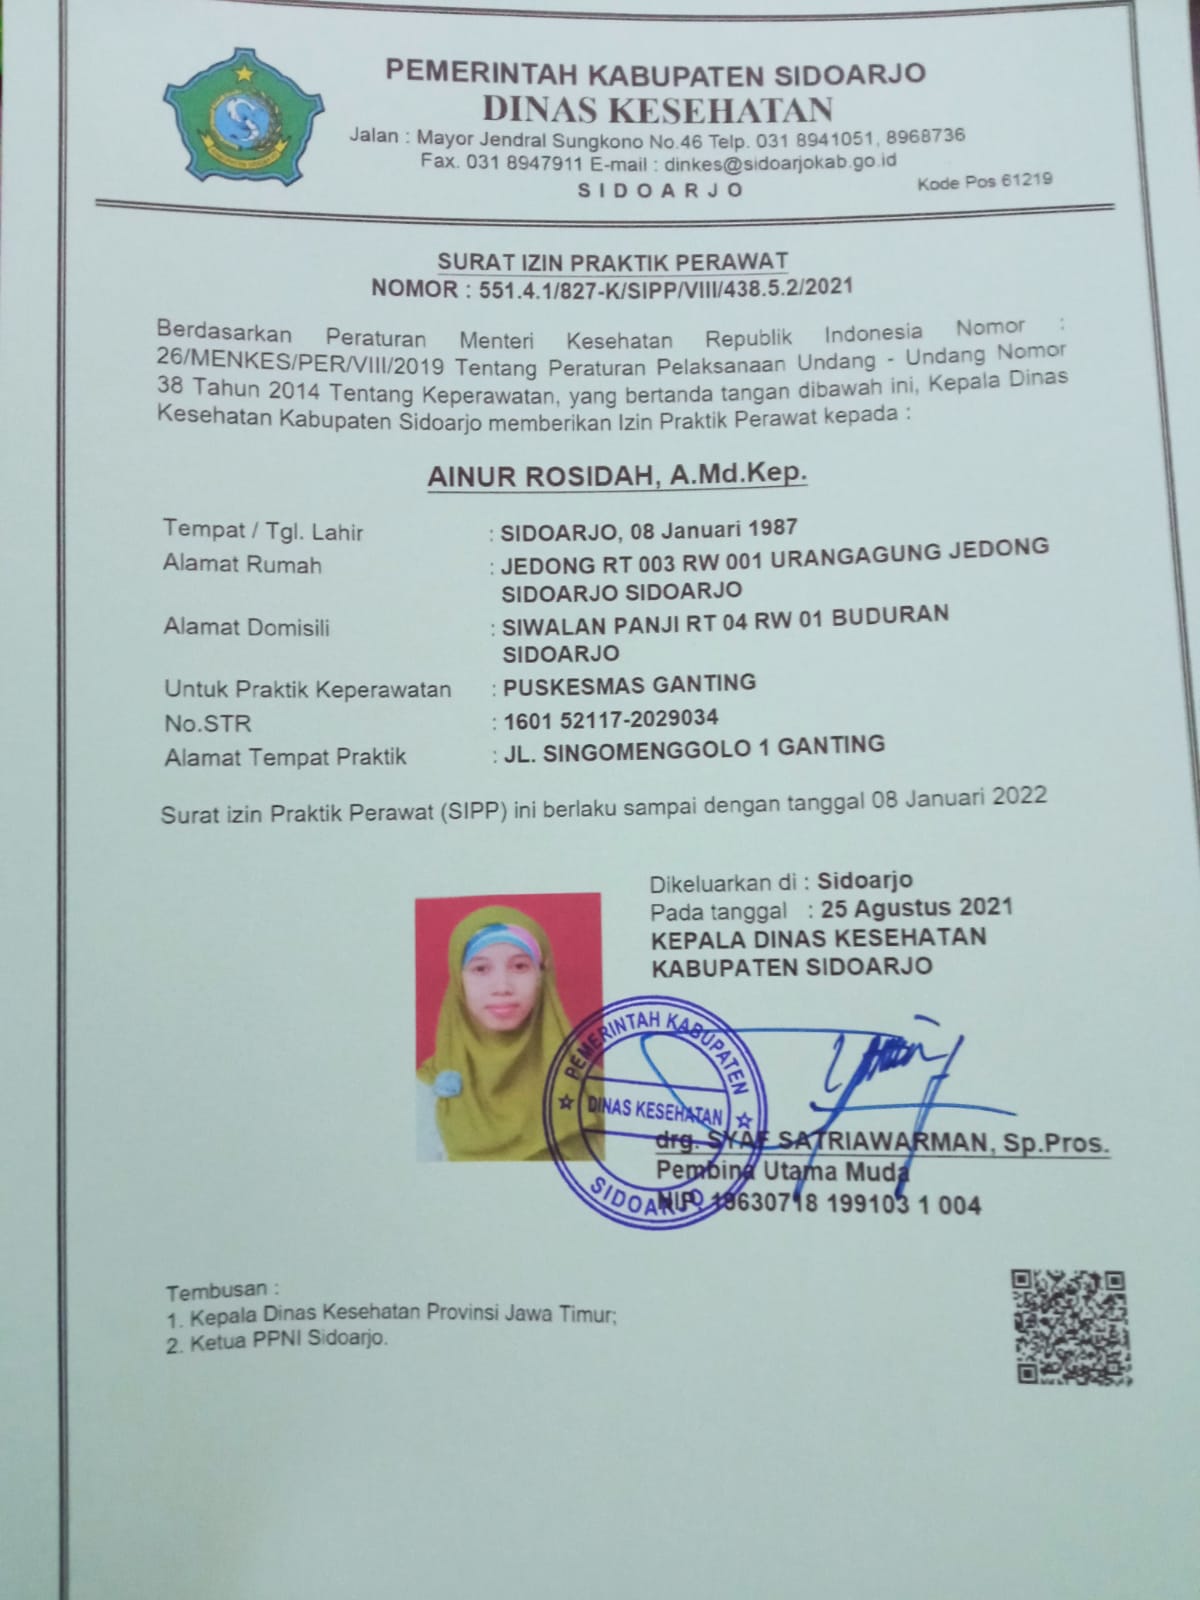 PEMERINTAH KABUPATEN SIDOARJO
DINAS KESEHATAN
Jalan : Mayor Jendral Sungkono No.46 Telp. 031 8941051, 8968736
Fax. 031 8947911 E-mail : dinkes@sidoarjokab.go.id
SIDOARJO
Kode Pos 61219
SURAT IZIN PRAKTIK PERAWAT
NOMOR : 551.4.1/827-K/SIPP/VIII/438.5.2/2021
Berdasarkan Peraturan Menteri Kesehatan Republik Indonesia Nomor :
26/MENKES/PER/VIII/2019 Tentang Peraturan Pelaksanaan Undang - Undang Nomor
38 Tahun 2014 Tentang Keperawatan, yang bertanda tangan dibawah ini, Kepala Dinas
Kesehatan Kabupaten Sidoarjo memberikan Izin Praktik Perawat kepada :
AINUR ROSIDAH, A.Md.Kep.
Tempat / Tgl. Lahir : SIDOARJO, 08 Januari 1987
Alamat Rumah : JEDONG RT 003 RW 001 URANGAGUNG JEDONG
SIDOARJO SIDOARJO
Alamat Domisili : SIWALAN PANJI RT 04 RW 01 BUDURAN
SIDOARJO
Untuk Praktik Keperawatan : PUSKESMAS GANTING
No.STR : 1601 52117-2029034
Alamat Tempat Praktik : JL. SINGOMENGGOLO 1 GANTING
Surat izin Praktik Perawat (SIPP) ini berlaku sampai dengan tanggal 08 Januari 2022
Dikeluarkan di : Sidoarjo
Pada tanggal : 25 Agustus 2021
KEPALA DINAS KESEHATAN
KABUPATEN SIDOARJO
PEMERINTAH KABUPATEN
DINAS KESEHATAN
SIDOARJO
drg. SYAF SATRIAWARMAN, Sp.Pros.
Pembina Utama Muda
NIP. 19630718 199103 1 004
Tembusan :
1. Kepala Dinas Kesehatan Provinsi Jawa Timur;
2. Ketua PPNI Sidoarjo.